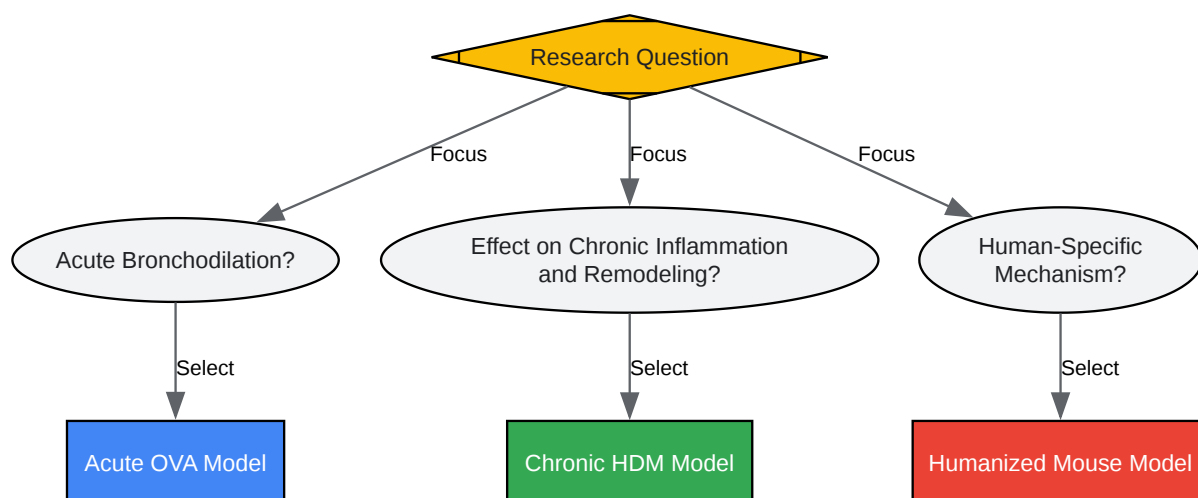 Research Question
Focus
Focus
Focus
Acute Bronchodilation?
Effect on Chronic Inflammation
and Remodeling?
Human-Specific
Mechanism?
Select
Select
Select
Acute OVA Model
Chronic HDM Model
Humanized Mouse Model